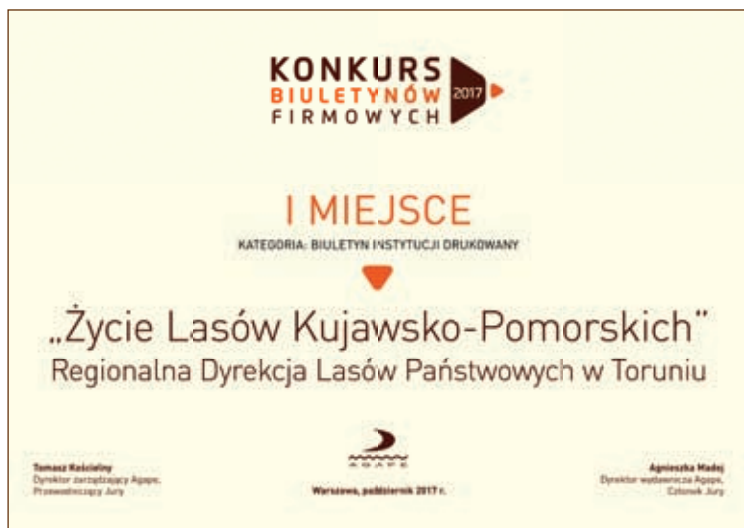 KONKURS
BIULETYNÓW
FIRMOWYCH
2017
I MIEJSCE
KATEGORIA: BIULETYN INSTYTUCJI DRUKOWANY
„Życie Lasów Kujawsko-Pomorskich”
Regionalna Dyrekcja Lasów Państwowych w Toruniu
AGAPE
Tomasz Kościelny
Dyrektor zarządzający Agape,
Przewodniczący Jury
Warszawa, październik 2017 r.
Agnieszka Madej
Dyrektor wydawnicza Agape,
Członek Jury